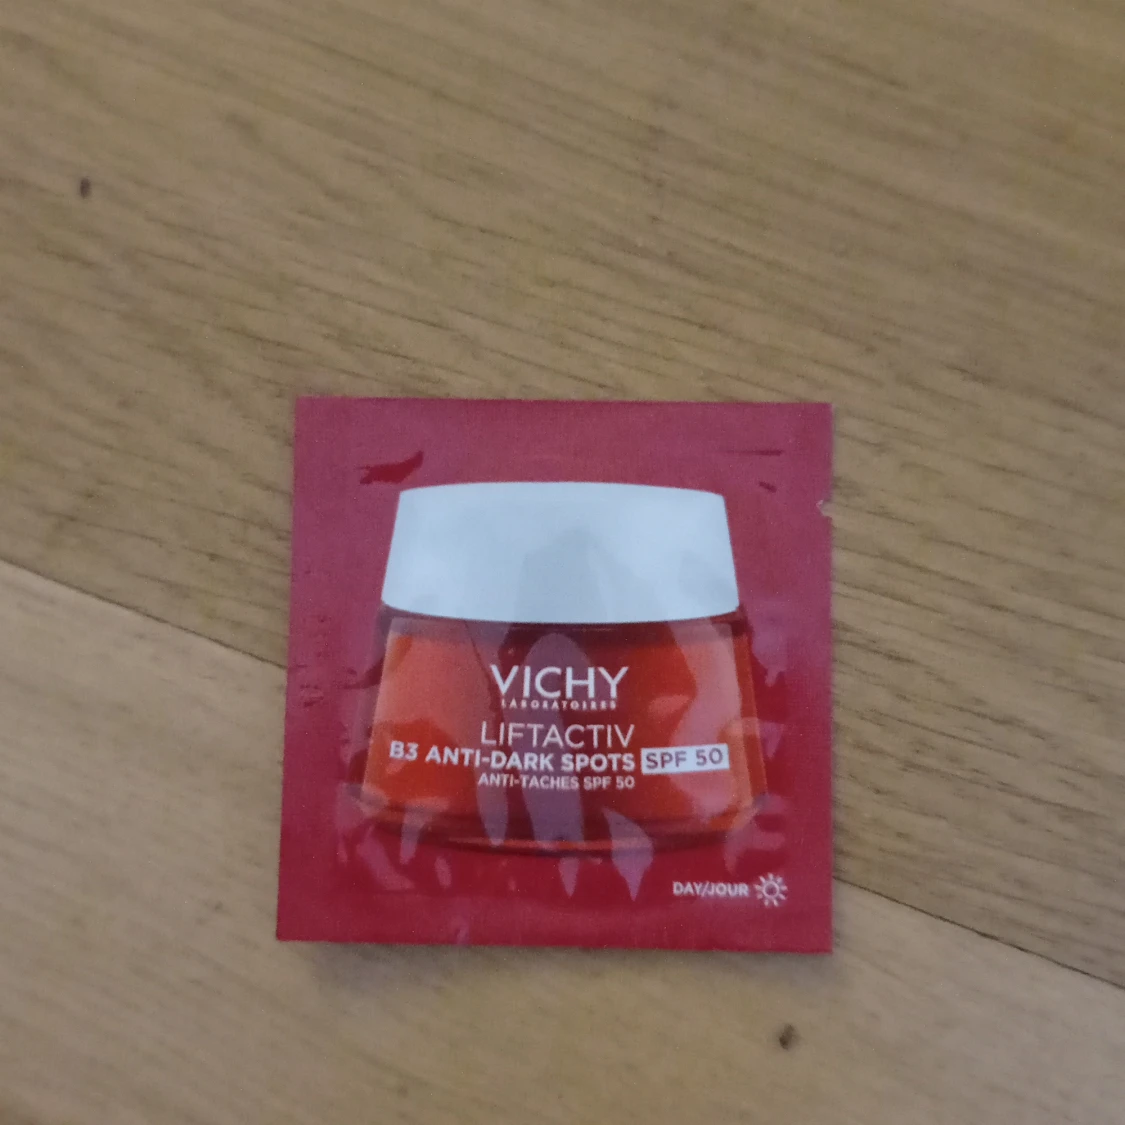 VICHY
LABORATOIRES
LIFTACTIV
B3 ANTI-DARK SPOTS SPF 50
ANTI-TACHES SPF 50
DAY/JOUR